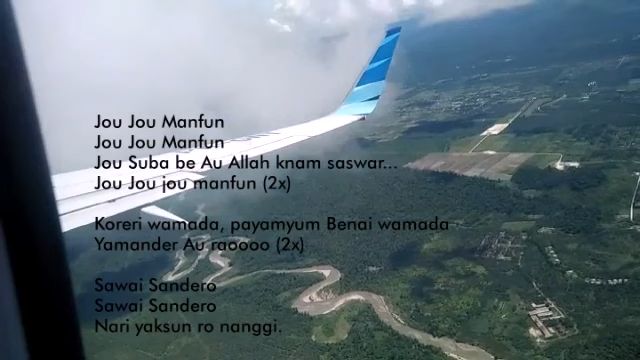 Jou Jou Manfun
Jou Jou Manfun
Jou Suba be Au Allah knam saswar...
Jou Jou jou manfun (2x)
Koreri wamada, payamyum Benai wamada
Yamander Au raoooo (2x)
Sawai Sandero
Sawai Sandero
Nari yaksun ro nanggi.